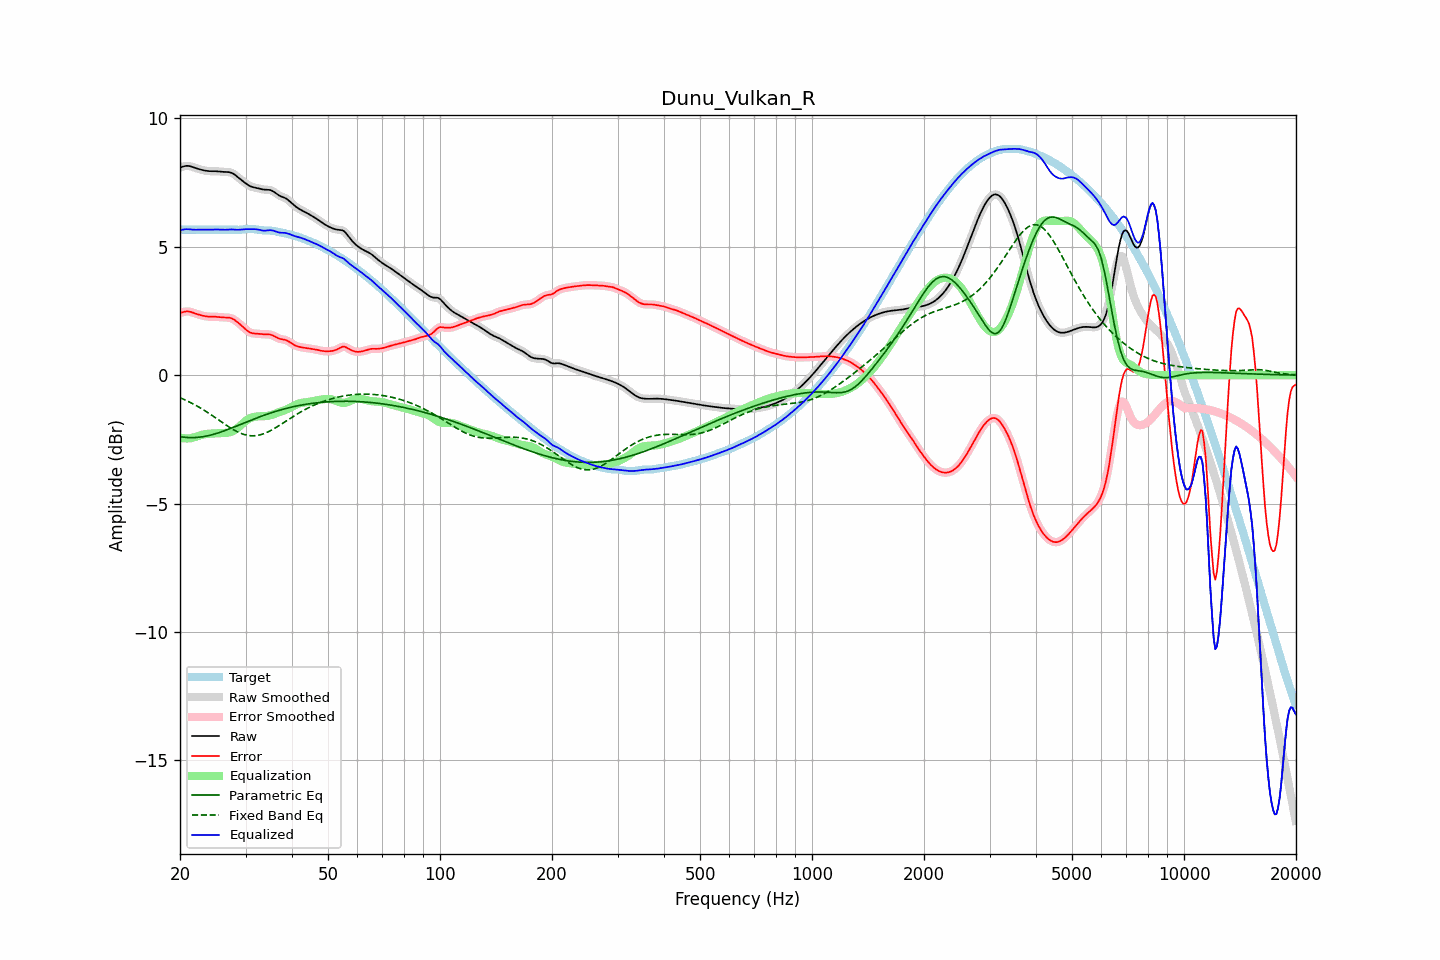 Dunu_Vulkan_R
10
5
0
−5
−10
−15
Amplitude (dBr)
Target
Raw Smoothed
Error Smoothed
Raw
Error
Equalization
Parametric Eq
Fixed Band Eq
Equalized
20 50 100 200 500 1000 2000 5000 10000 20000
Frequency (Hz)